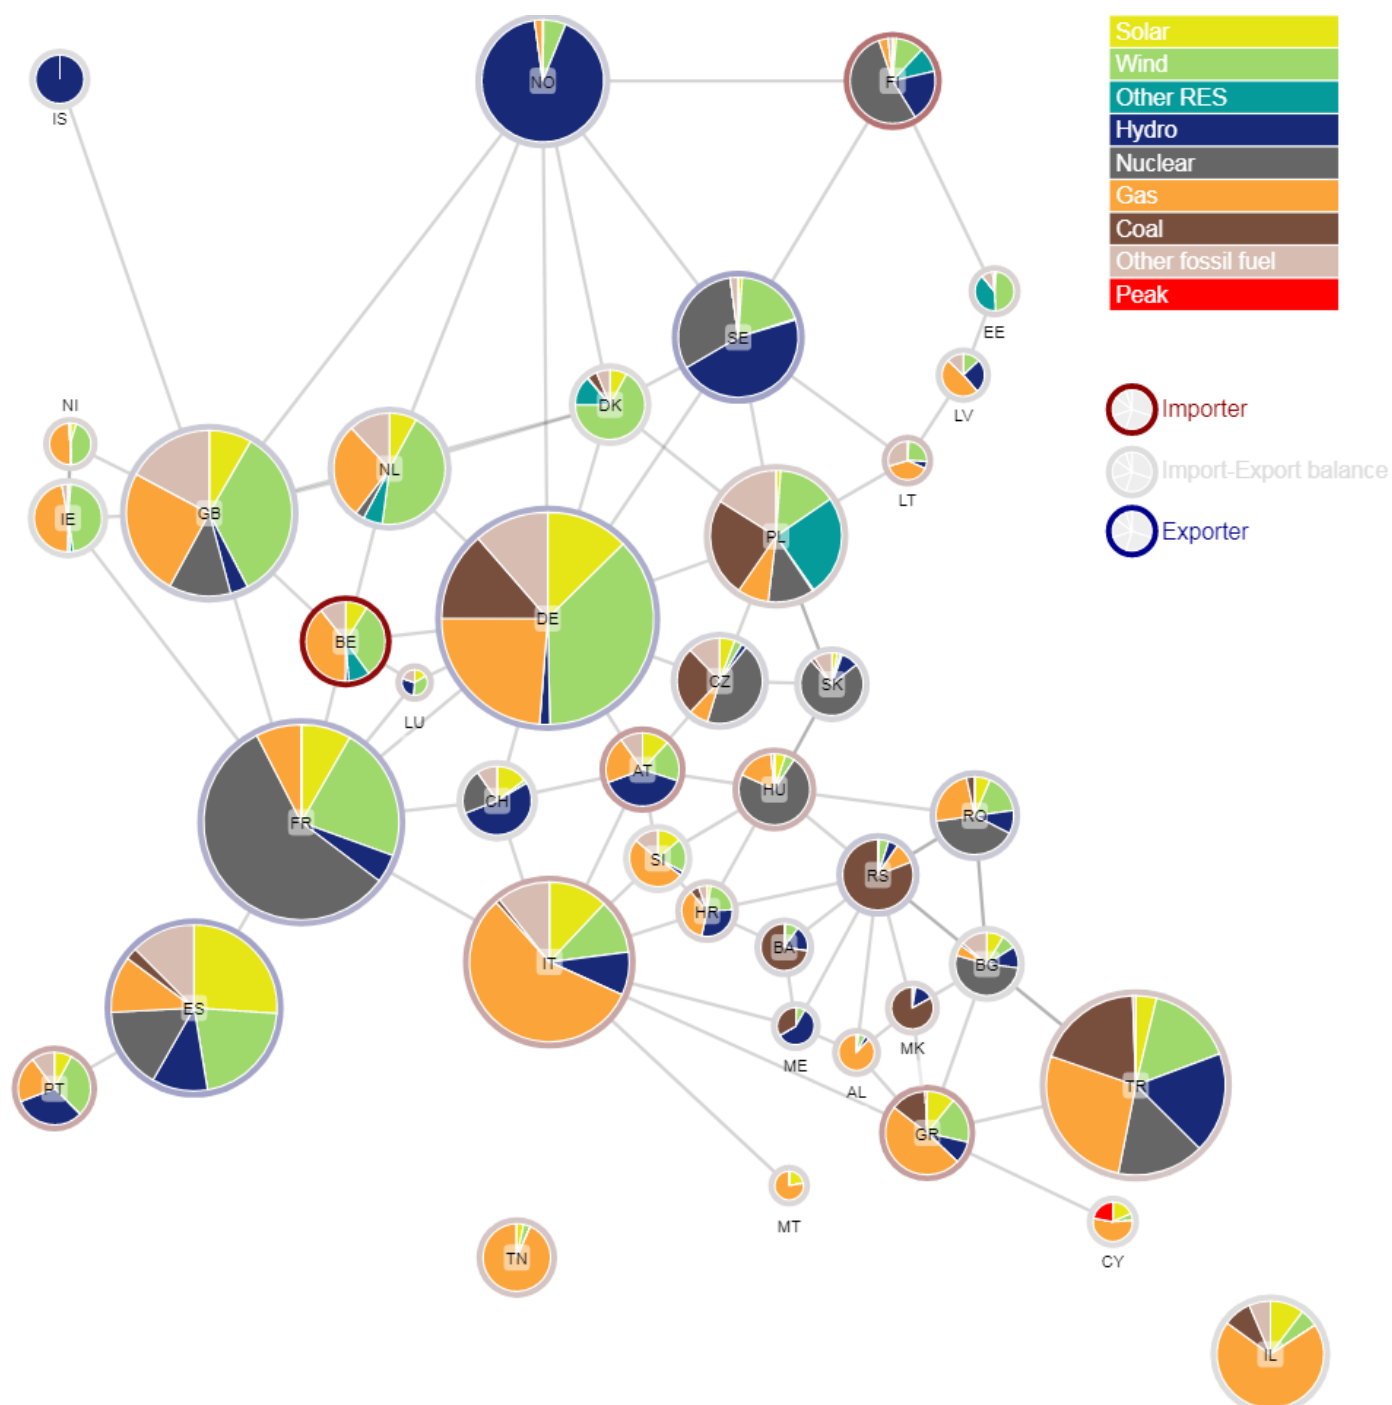 Solar
Wind
Other RES
Hydro
Nuclear
Gas
Coal
Other fossil fuel
Peak
Importer
Import-Export balance
Exporter
IS
NO
FI
EE
SE
LV
NI
DK
LT
NL
IE
GB
PL
DE
BE
CZ
SK
LU
AT
HU
CH
FR
RO
SI
RS
HR
BA
IT
BG
ES
MK
ME
AL
PT
TR
GR
MT
CY
TN
IL